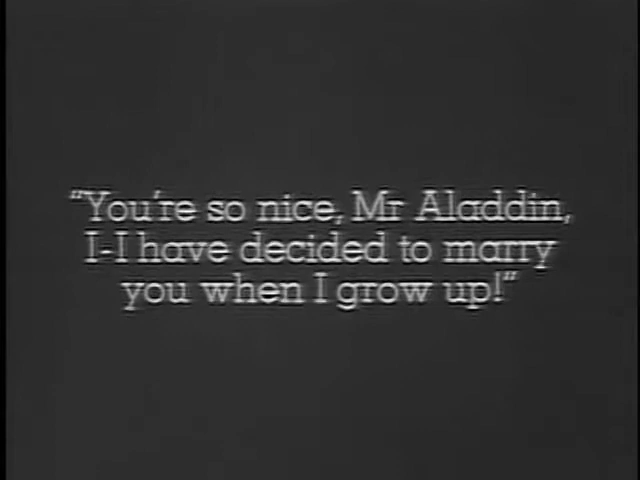 “You're so nice, Mr Aladdin,
I-I have decided to marry
you when I grow up!”